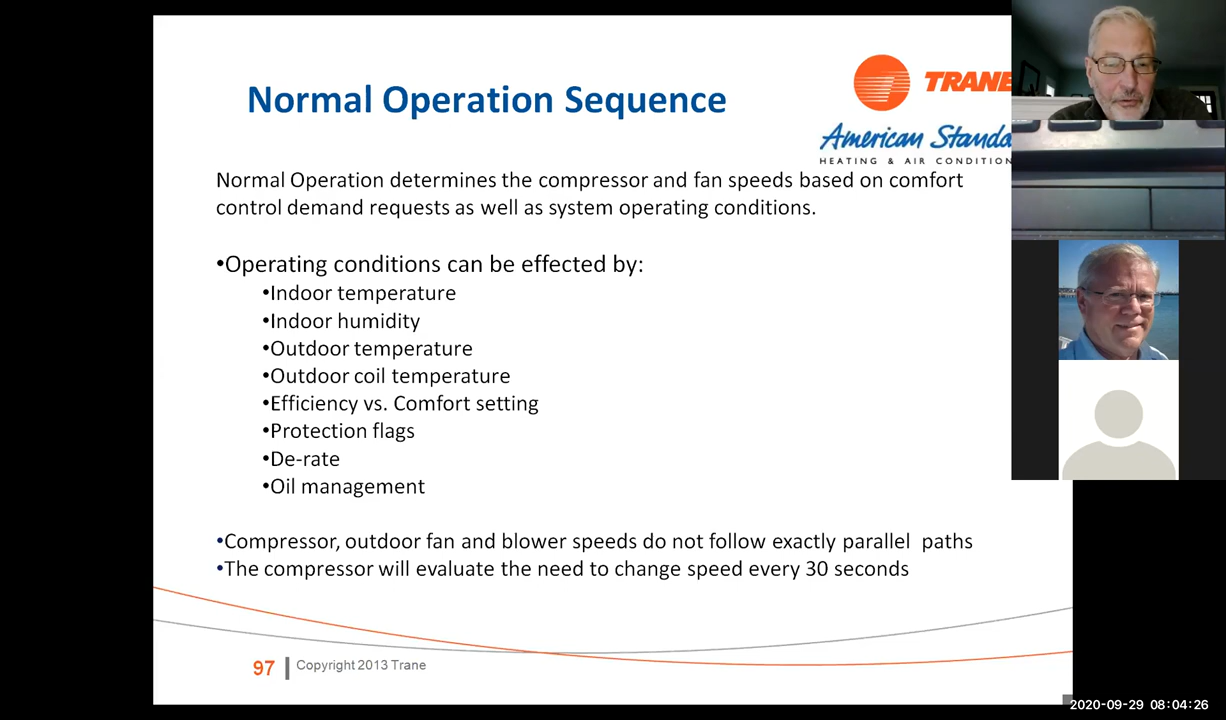 Normal Operation Sequence
TRANE
American Standa
HEATING & AIR CONDITION
Normal Operation determines the compressor and fan speeds based on comfort
control demand requests as well as system operating conditions.
•Operating conditions can be effected by:
•Indoor temperature
•Indoor humidity
•Outdoor temperature
•Outdoor coil temperature
•Efficiency vs. Comfort setting
•Protection flags
•De-rate
•Oil management
•Compressor, outdoor fan and blower speeds do not follow exactly parallel paths
•The compressor will evaluate the need to change speed every 30 seconds
97 | Copyright 2013 Trane
2020-09-29 08:04:26